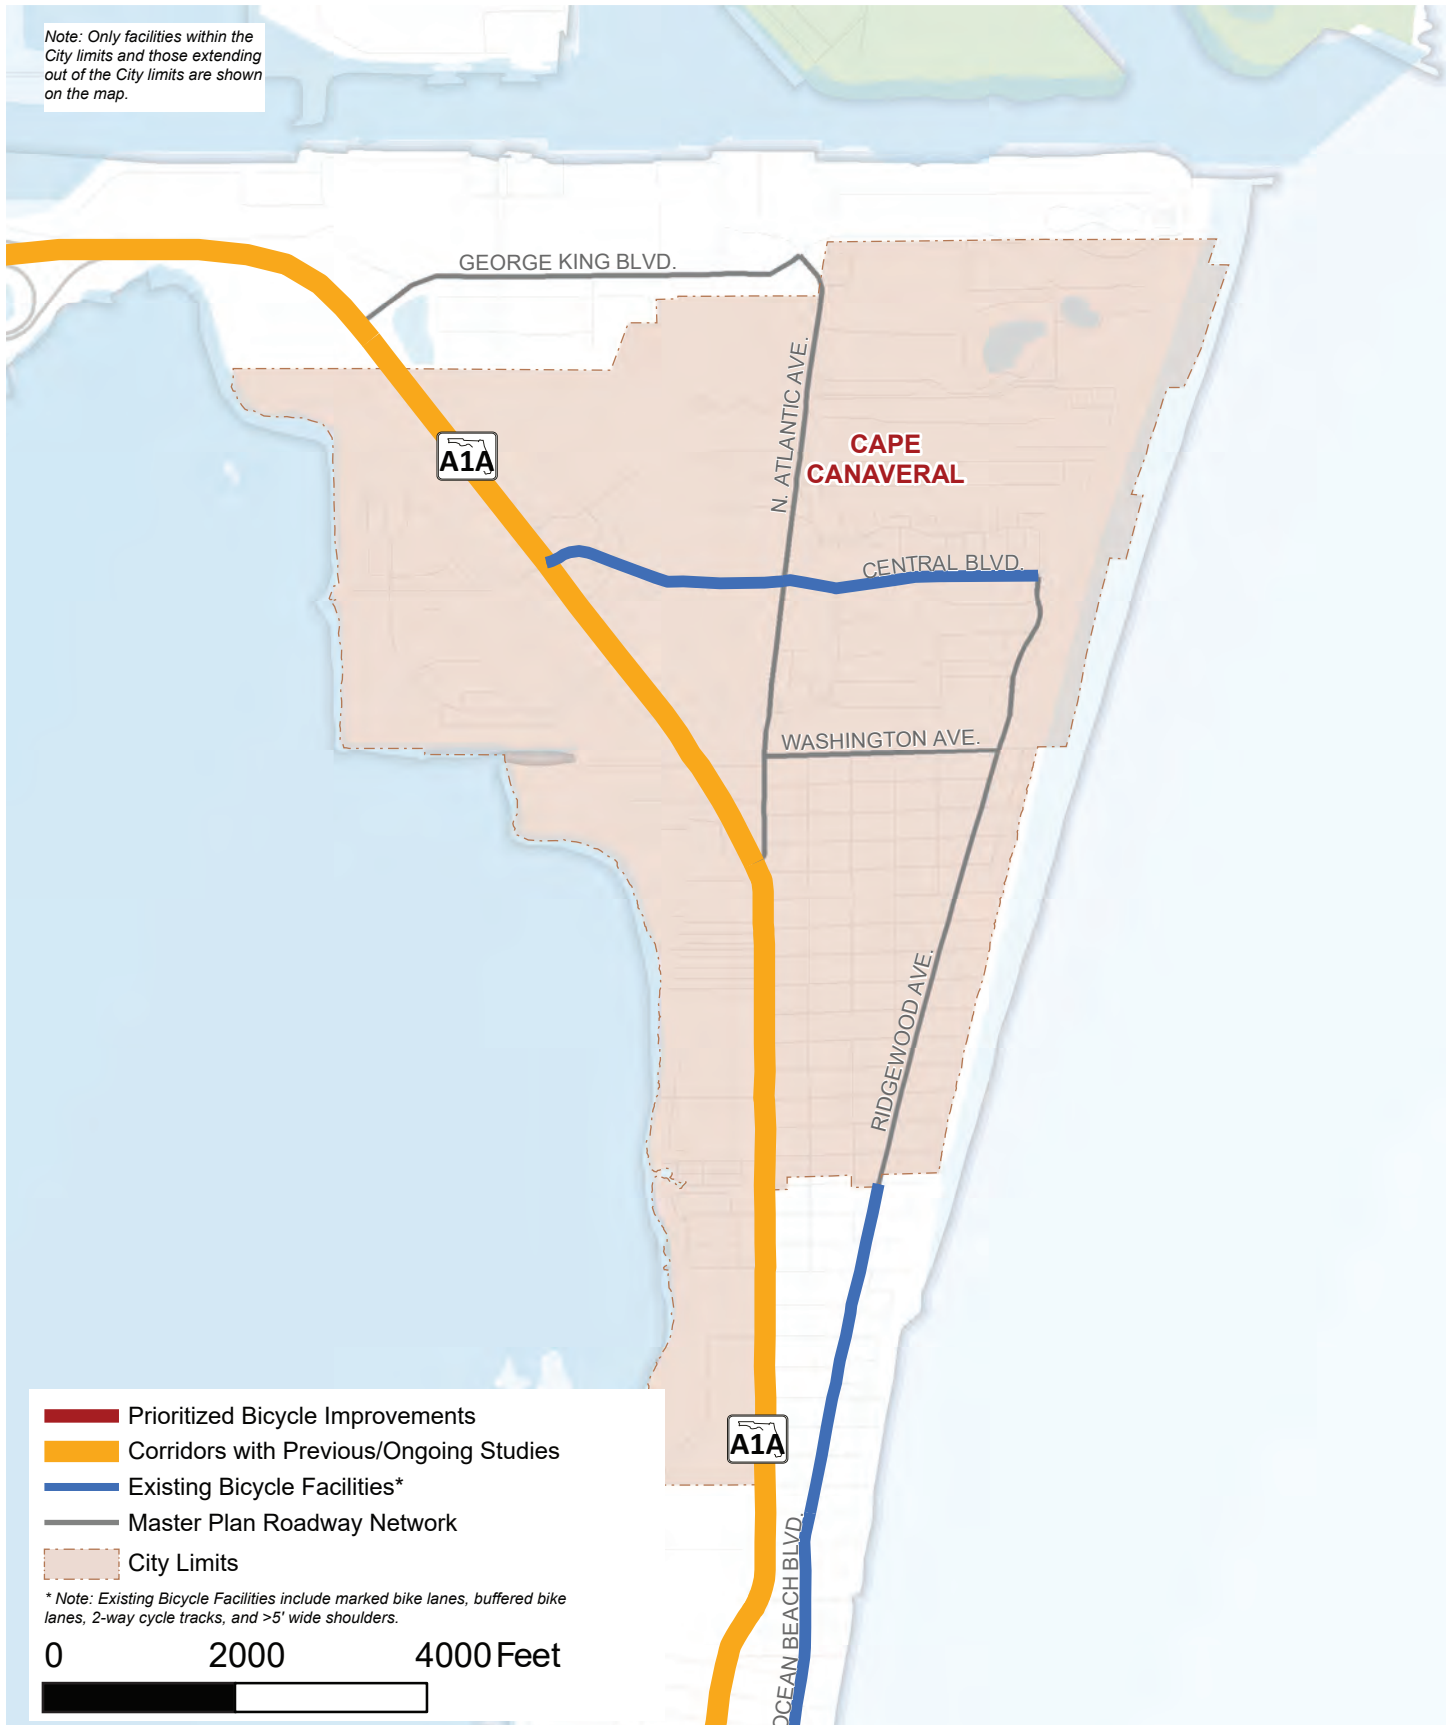 Note: Only facilities within the
City limits and those extending
out of the City limits are shown
on the map.
GEORGE KING BLVD.
N. ATLANTIC AVE.
CAPE
CANAVERAL
A1A
CENTRAL BLVD.
WASHINGTON AVE.
RIDGEWOOD AVE.
A1A
OCEAN BEACH BLVD.
Prioritized Bicycle Improvements
Corridors with Previous/Ongoing Studies
Existing Bicycle Facilities*
Master Plan Roadway Network
City Limits
* Note: Existing Bicycle Facilities include marked bike lanes, buffered bike
lanes, 2-way cycle tracks, and >5' wide shoulders.
0 2000 4000 Feet